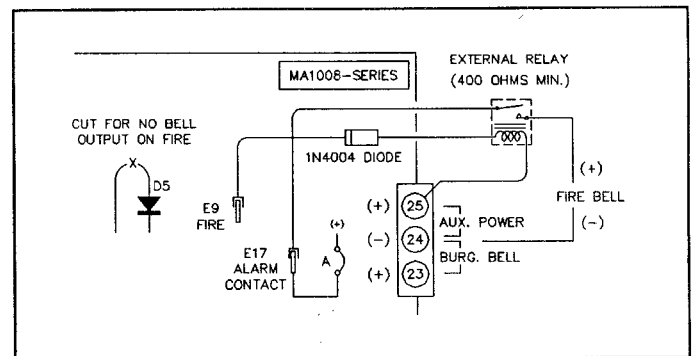 EXTERNAL RELAY
(400 OHMS MIN.)
MA1008-SERIES
CUT FOR NO BELL
OUTPUT ON FIRE
X
D5
1N4004 DIODE
E9
FIRE
(+)
FIRE BELL
(-)
(+) 25
AUX. POWER
(-) 24
BURG. BELL
(+) 23
(+)
A
E17
ALARM
CONTACT